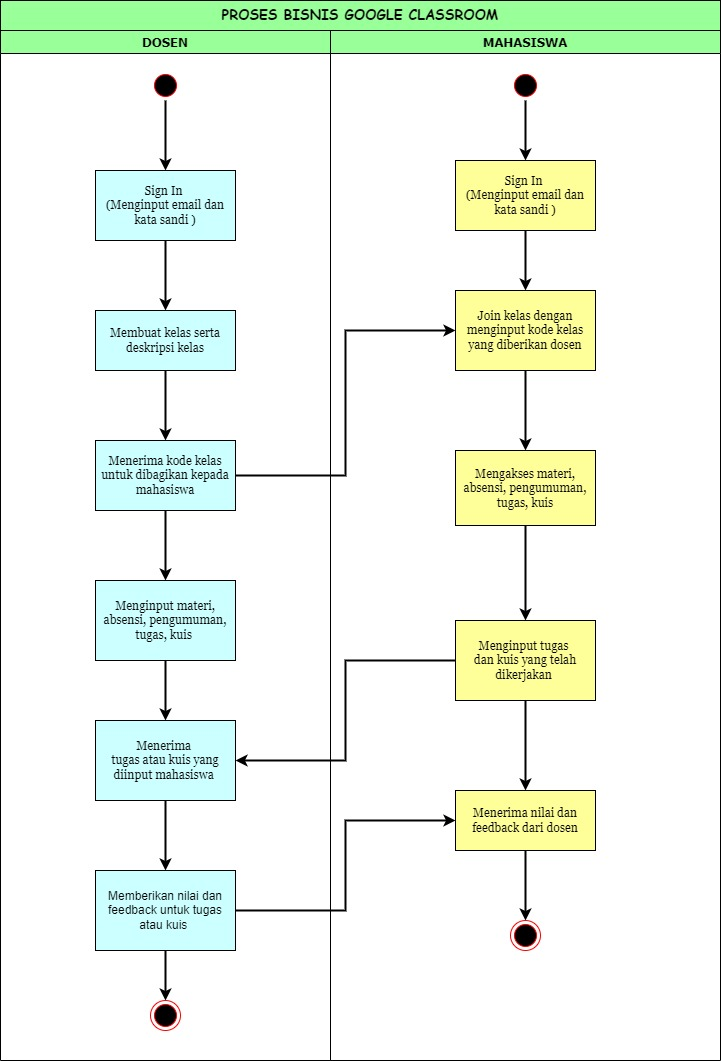 PROSES BISNIS GOOGLE CLASSROOM
DOSEN
MAHASISWA
Sign In
(Menginput email dan
kata sandi )
Membuat kelas serta
deskripsi kelas
Menerima kode kelas
untuk dibagikan kepada
mahasiswa
Menginput materi,
absensi, pengumuman,
tugas, kuis
Menerima
tugas atau kuis yang
diinput mahasiswa
Memberikan nilai dan
feedback untuk tugas
atau kuis
Sign In
(Menginput email dan
kata sandi )
Join kelas dengan
menginput kode kelas
yang diberikan dosen
Mengakses materi,
absensi, pengumuman,
tugas, kuis
Menginput tugas
dan kuis yang telah
dikerjakan
Menerima nilai dan
feedback dari dosen